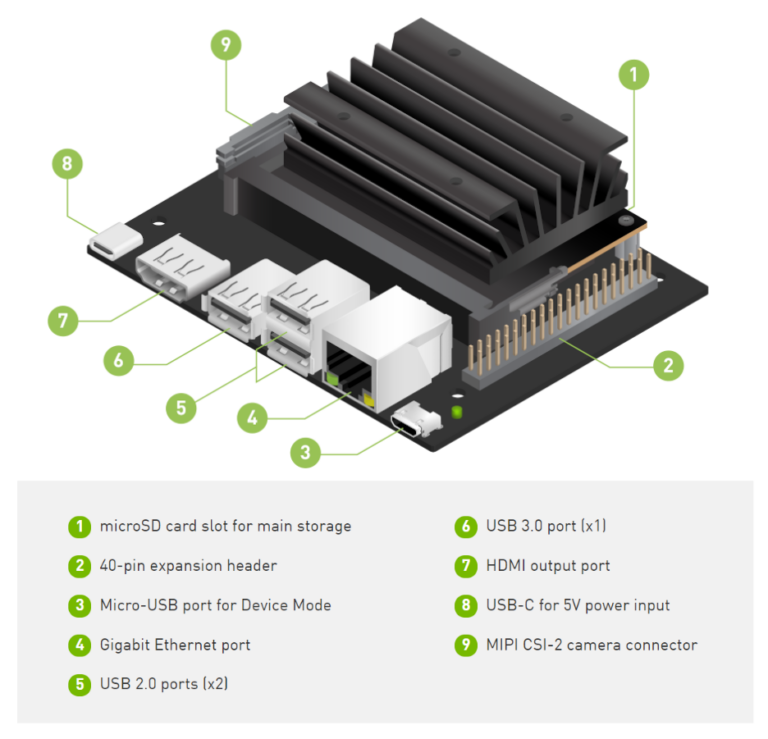 9
1
8
7
6
5
4
3
2
1 microSD card slot for main storage
2 40-pin expansion header
3 Micro-USB port for Device Mode
4 Gigabit Ethernet port
5 USB 2.0 ports (x2)
6 USB 3.0 port (x1)
7 HDMI output port
8 USB-C for 5V power input
9 MIPI CSI-2 camera connector